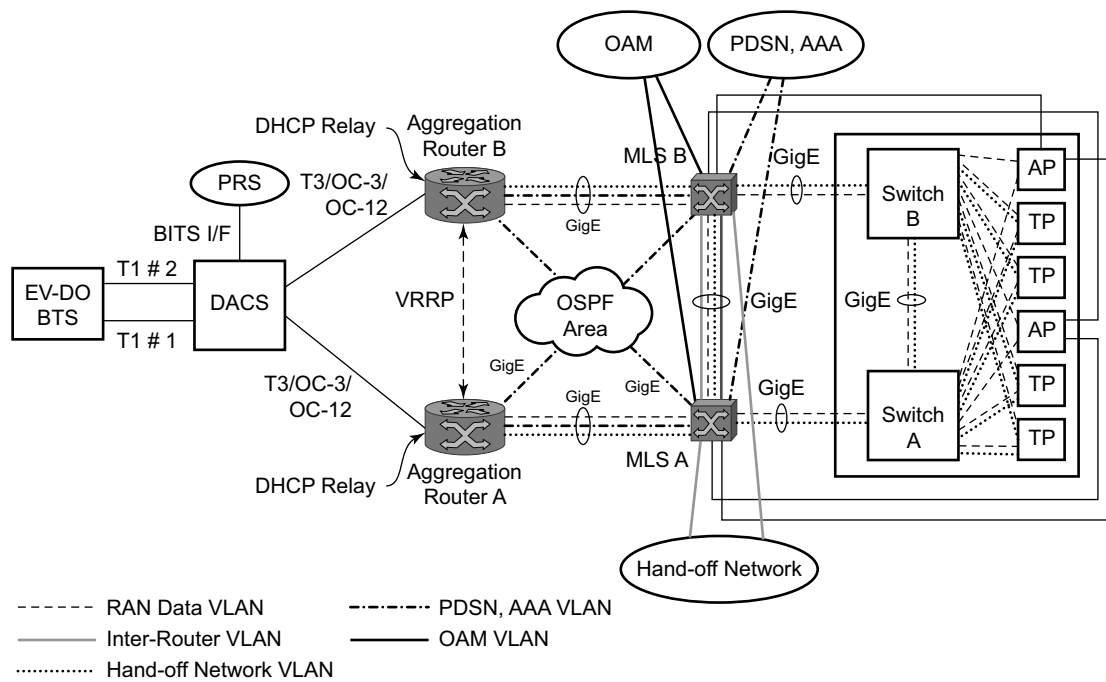 OAM
PDSN, AAA
DHCP Relay
Aggregation
Router B
MLS B
GigE
AP
PRS
T3/OC-3/
OC-12
GigE
Switch
B
TP
BITS I/F
T1 # 2
EV-DO
BTS
DACS
VRRP
OSPF
Area
GigE
GigE
TP
AP
T1 # 1
GigE
GigE
T3/OC-3/
OC-12
GigE
GigE
Switch
A
TP
TP
MLS A
DHCP Relay
Aggregation
Router A
Hand-off Network
RAN Data VLAN
PDSN, AAA VLAN
Inter-Router VLAN
OAM VLAN
Hand-off Network VLAN